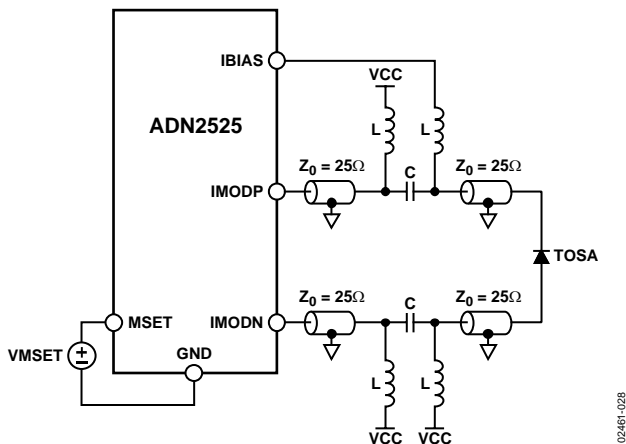 IBIAS
VCC
ADN2525
L
L
Z0 = 25Ω
C
Z0 = 25Ω
IMODP
TOSA
Z0 = 25Ω
C
Z0 = 25Ω
MSET
IMODN
VMSET
GND
L
L
VCC
VCC
02461-028